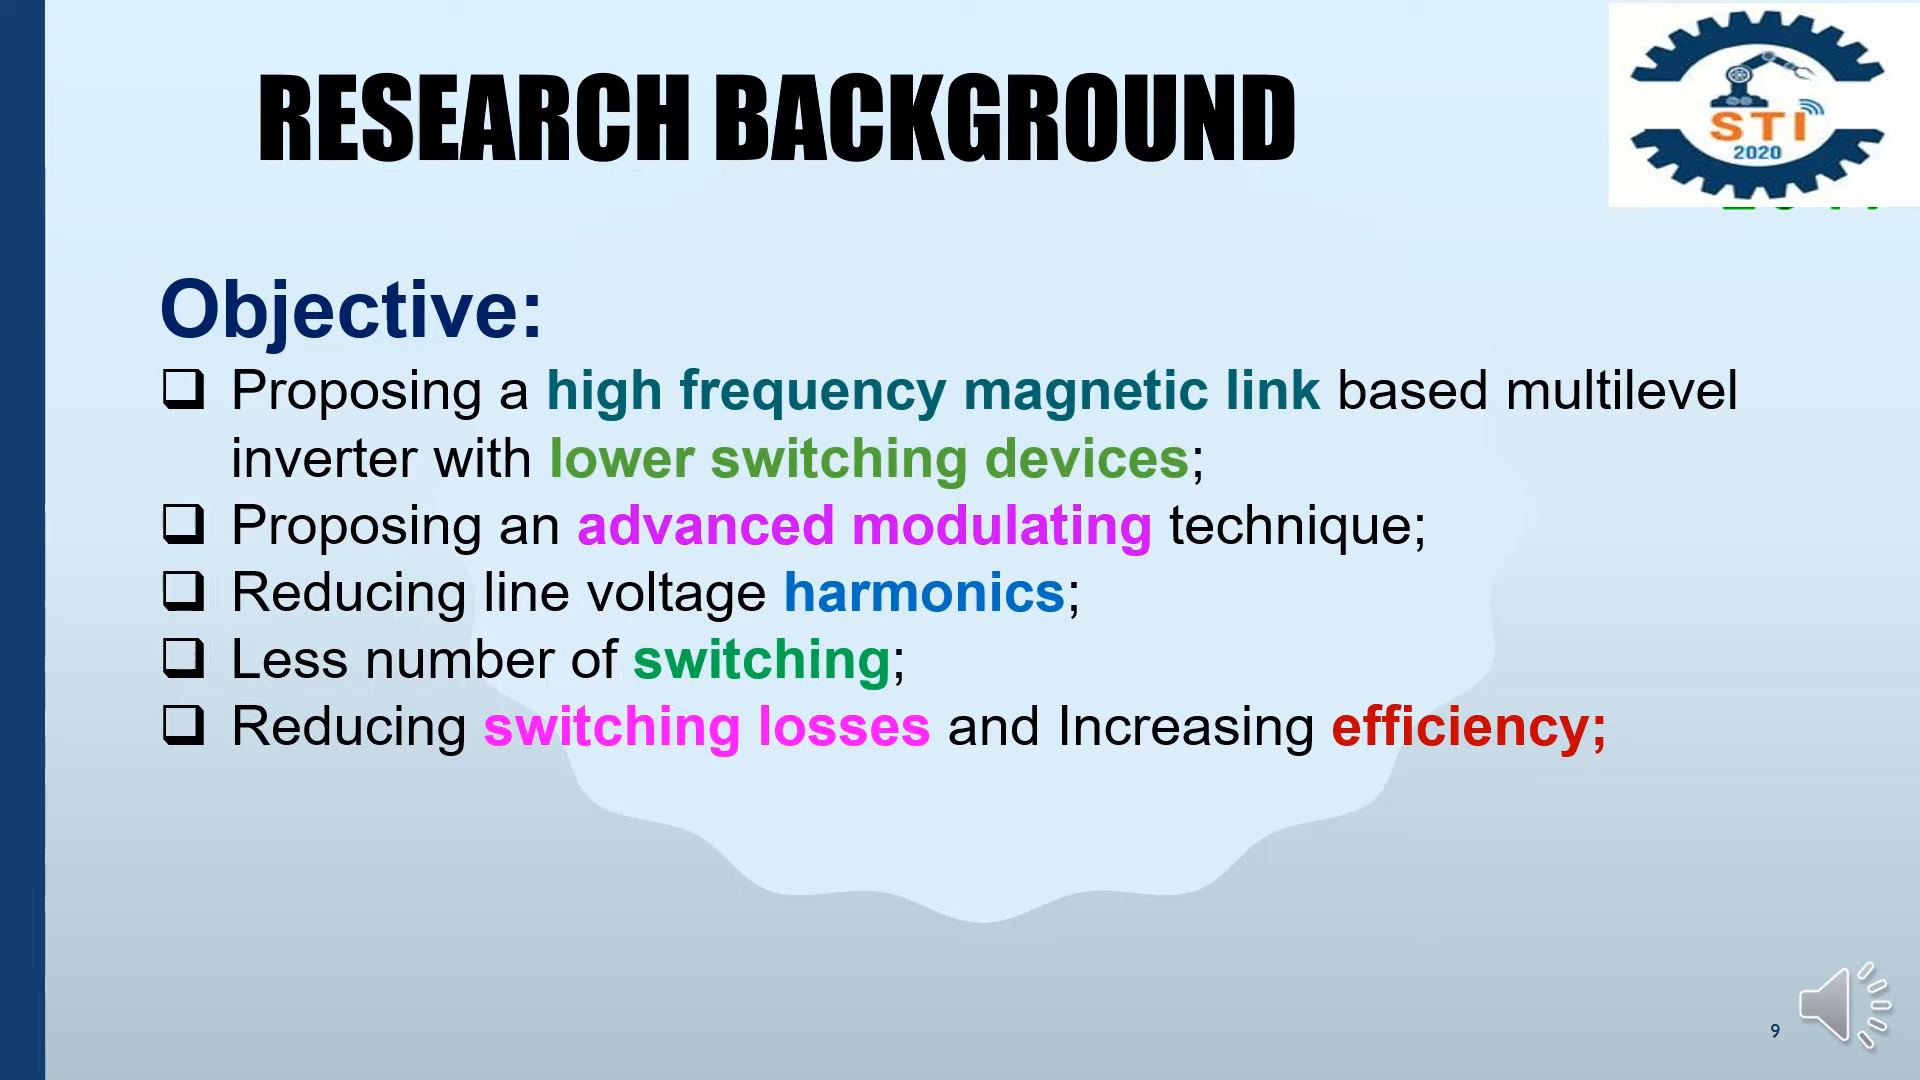 RESEARCH BACKGROUND
STI
2020
Objective:
❑ Proposing a high frequency magnetic link based multilevel
inverter with lower switching devices;
❑ Proposing an advanced modulating technique;
❑ Reducing line voltage harmonics;
❑ Less number of switching;
❑ Reducing switching losses and Increasing efficiency;
9